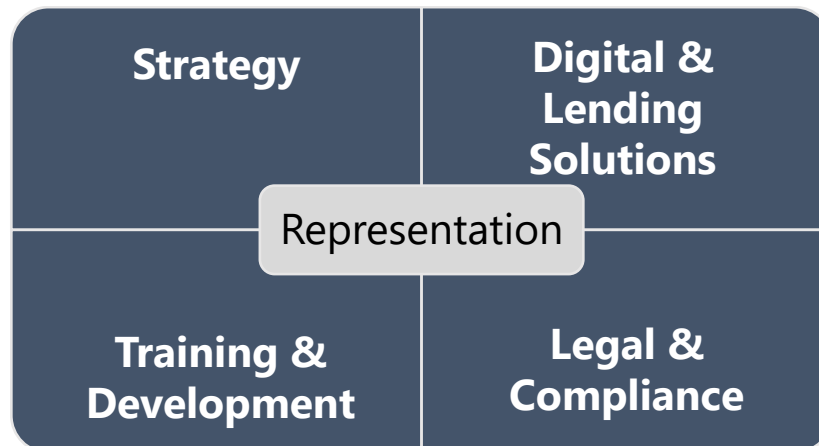 Strategy
Digital &
Lending
Solutions
Representation
Training &
Development
Legal &
Compliance